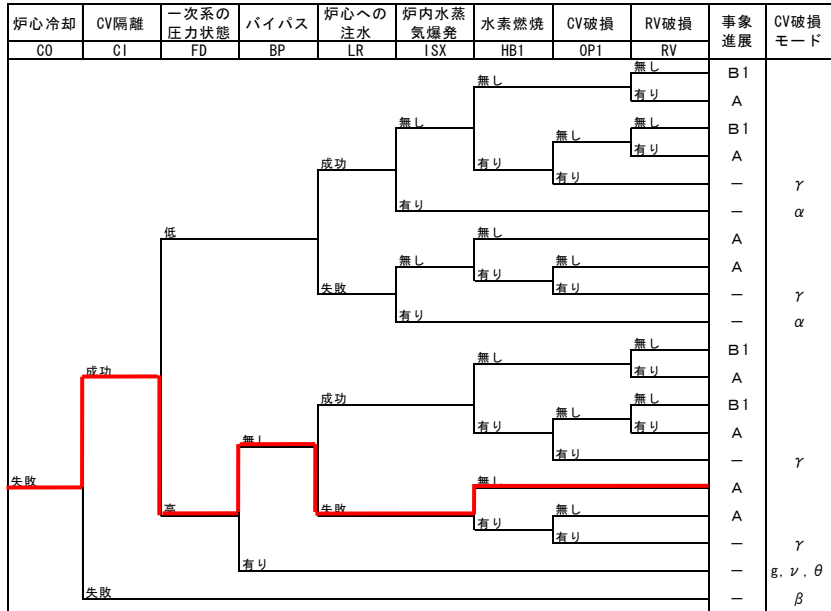 炉心冷却 CV隔離 一次系の圧力状態 バイパス 炉心への注水 炉内水蒸気爆発 水素燃焼 CV破損 RV破損 事象進展 CV破損モード
CO CI FD BP LR ISX HB1 OP1 RV
無し
無し B1
有り A
無し
無し 無し B1
有り A
成功 有り
有り － γ
有り － α
低 無し A
無し 無し A
有り
失敗 有り － γ
有り － α
無し B1
無し
成功 有り A
成功 無し 無し B1
有り 有り A
無し
有り － γ
失敗 無し A
高 失敗 無し A
有り
有り － γ
有り － g, ν, θ
失敗 － β